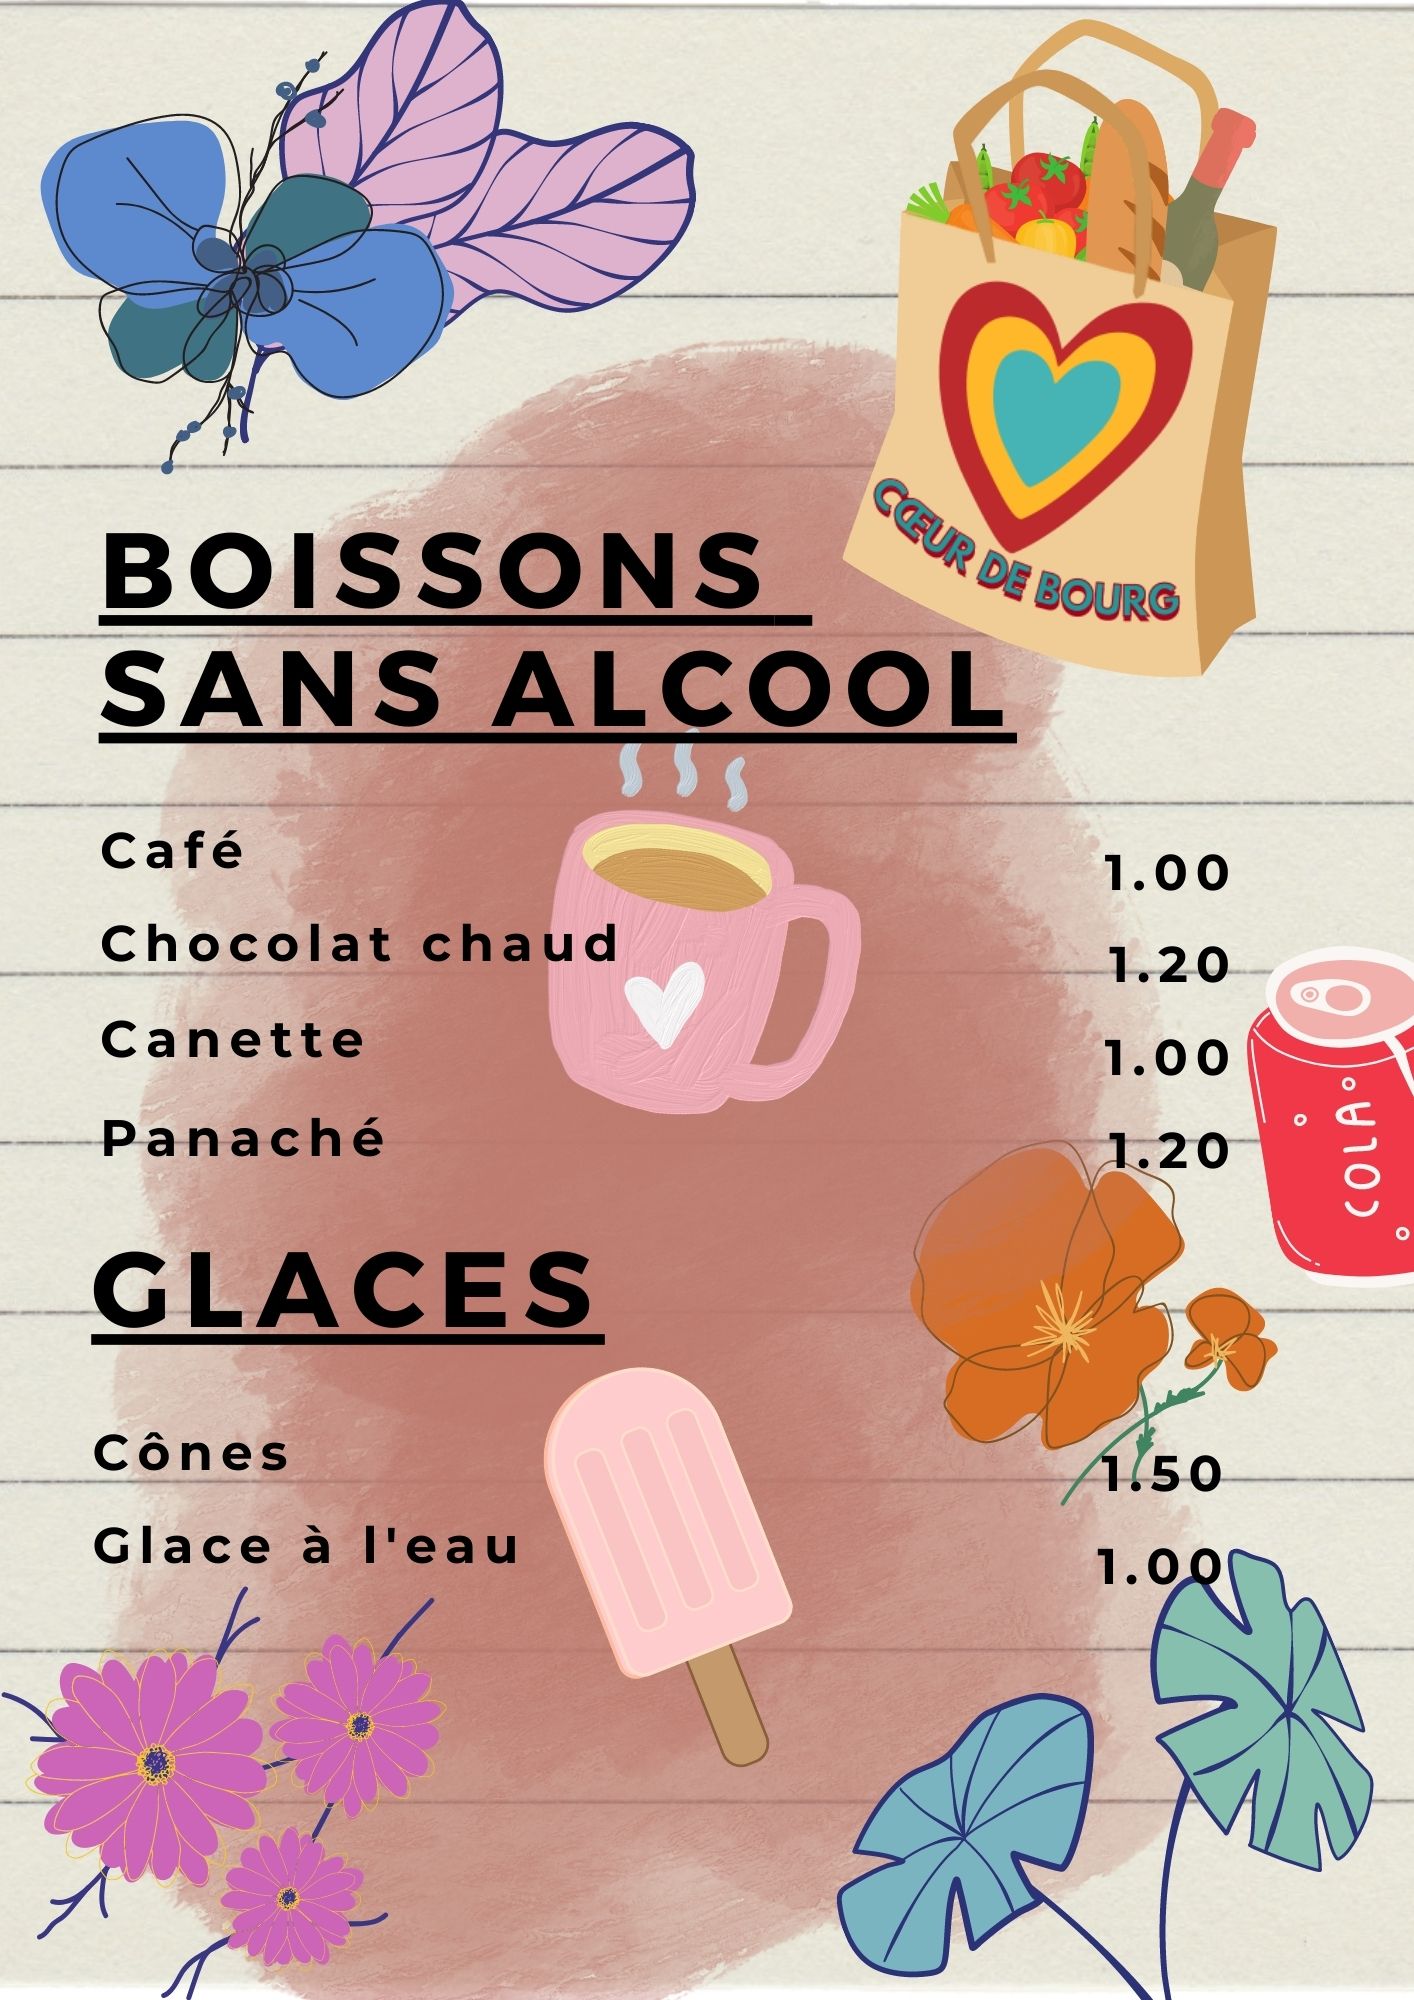 CŒUR DE BOURG
BOISSONS
SANS ALCOOL
Café 1.00
Chocolat chaud 1.20
Canette 1.00
Panaché 1.20
COLA
GLACES
Cônes 1.50
Glace à l'eau 1.00